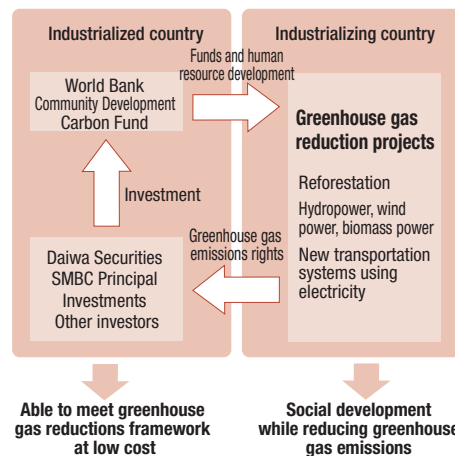 Industrialized country
Industrializing country
Funds and human
resource development
World Bank
Community Development
Carbon Fund
Greenhouse gas
reduction projects
Reforestation
Hydropower, wind
power, biomass power
New transportation
systems using
electricity
Investment
Greenhouse gas
emissions rights
Daiwa Securities
SMBC Principal
Investments
Other investors
Able to meet greenhouse
gas reductions framework
at low cost
Social development
while reducing greenhouse
gas emissions